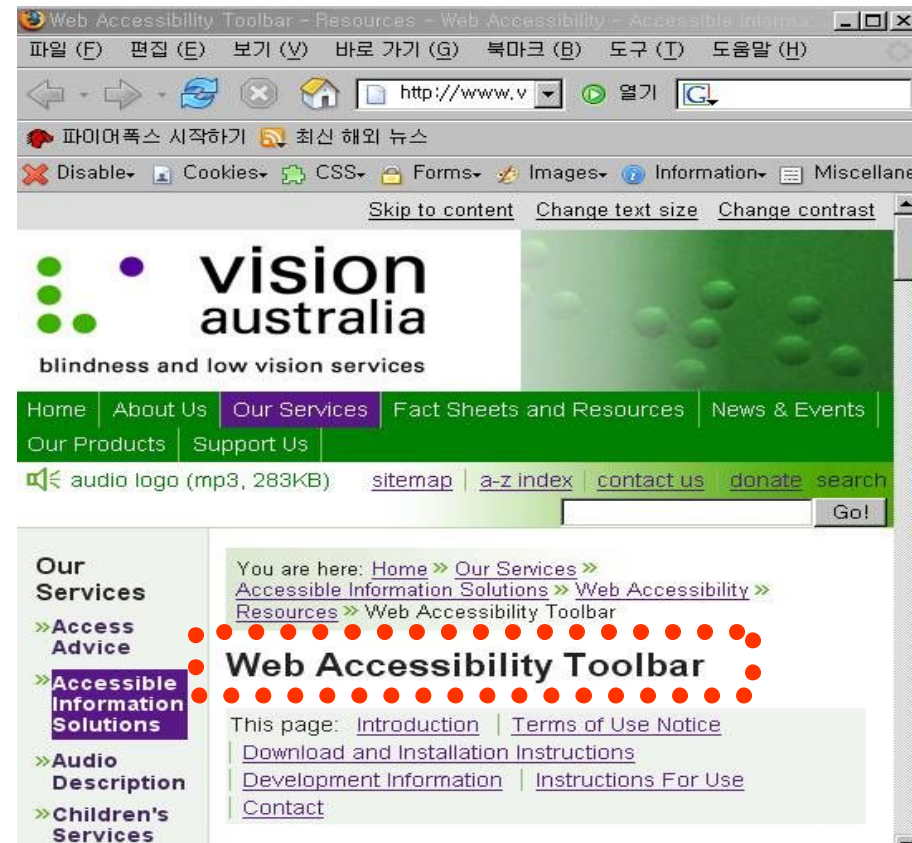 Web Accessibility Toolbar - Resources - Web Accessibility - Accessible Informa
파일 (F) 편집 (E) 보기 (V) 바로 가기 (G) 북마크 (B) 도구 (T) 도움말 (H)
http://www.v 열기 G
파이어폭스 시작하기 최신 해외 뉴스
Disable Cookies CSS Forms Images Information Miscellane
Skip to content Change text size Change contrast
vision
australia
blindness and low vision services
Home About Us Our Services Fact Sheets and Resources News & Events
Our Products Support Us
audio logo (mp3, 283KB) sitemap a-z index contact us donate search
Go!
Our
Services
»Access
Advice
»Accessible
Information
Solutions
»Audio
Description
»Children's
Services
You are here: Home » Our Services »
Accessible Information Solutions » Web Accessibility »
Resources » Web Accessibility Toolbar
Web Accessibility Toolbar
This page: Introduction | Terms of Use Notice
| Download and Installation Instructions
| Development Information | Instructions For Use
| Contact